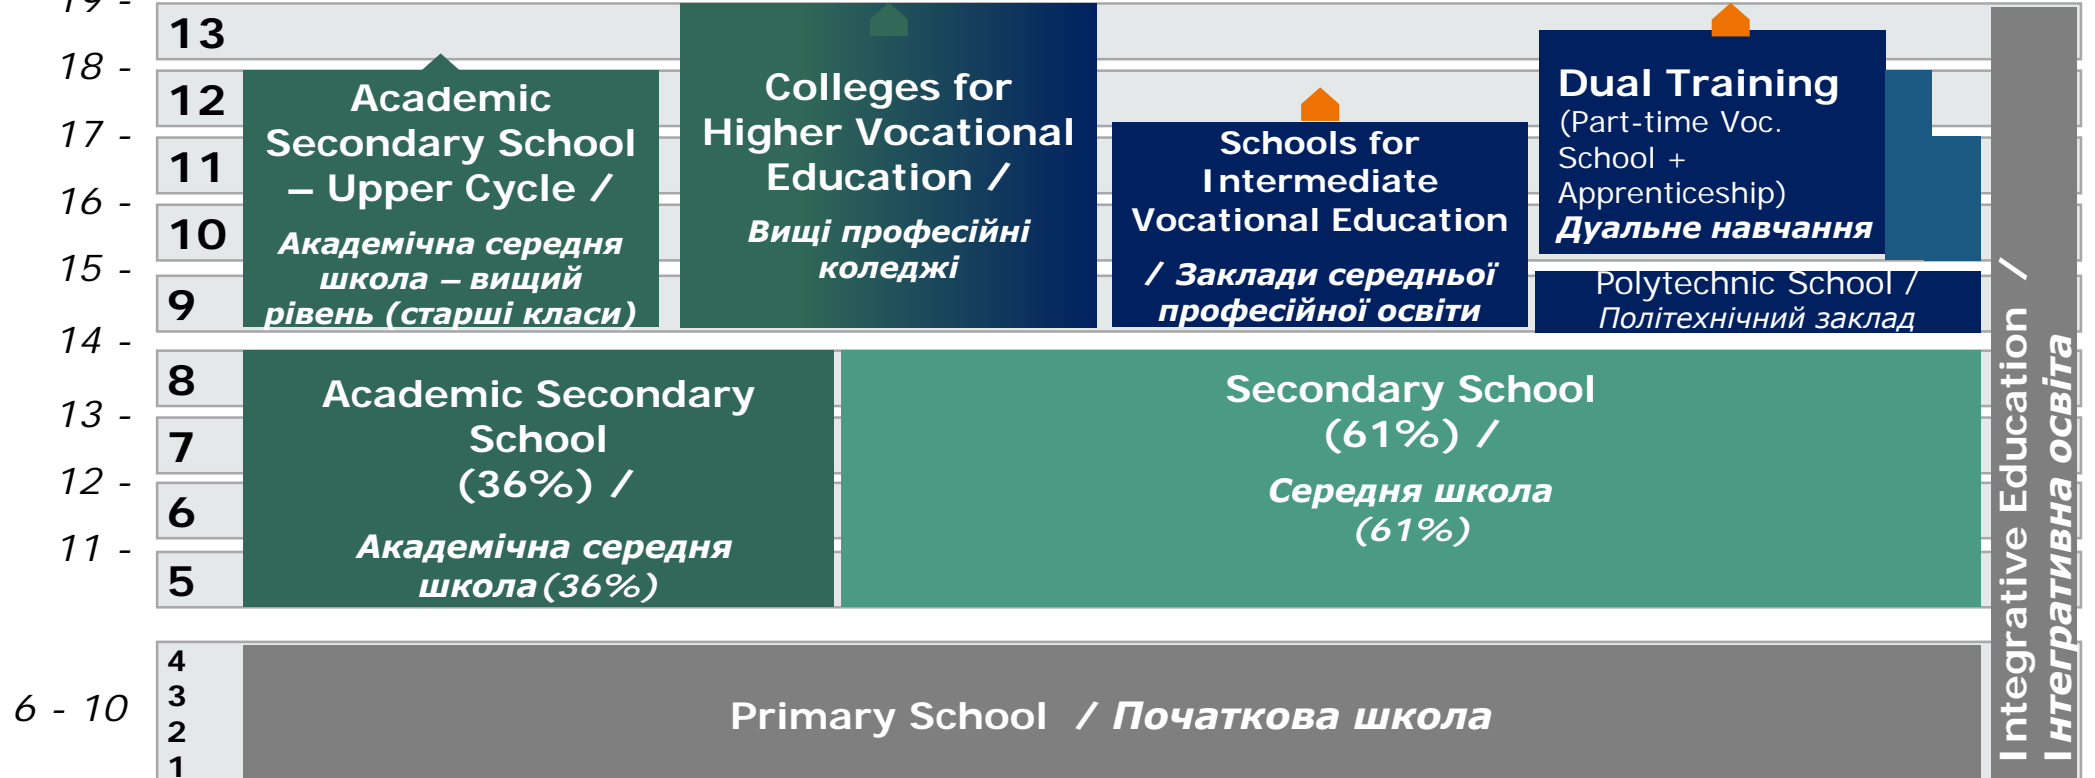 19 -
13
18 -
12
17 -
11
16 -
10
15 -
9
14 -
8
13 -
7
12 -
6
11 -
5
6 - 10
4
3
2
1
Academic
Secondary School
– Upper Cycle /
Академічна середня
школа – вищий
рівень (старші класи)
Colleges for
Higher Vocational
Education /
Вищі професійні
коледжі
Schools for
Intermediate
Vocational Education
/ Заклади середньої
професійної освіти
Dual Training
(Part-time Voc.
School +
Apprenticeship)
Дуальне навчання
Polytechnic School /
Політехнічний заклад
Academic Secondary
School
(36%) /
Академічна середня
школа (36%)
Secondary School
(61%) /
Середня школа
(61%)
Primary School / Початкова школа
Integrative Education /
Інтегративна освіта